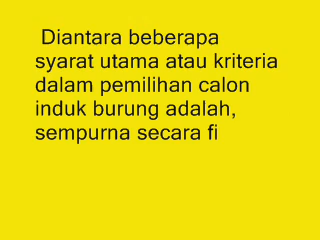 Diantara beberapa
syarat utama atau kriteria
dalam pemilihan calon
induk burung adalah,
sempurna secara fi